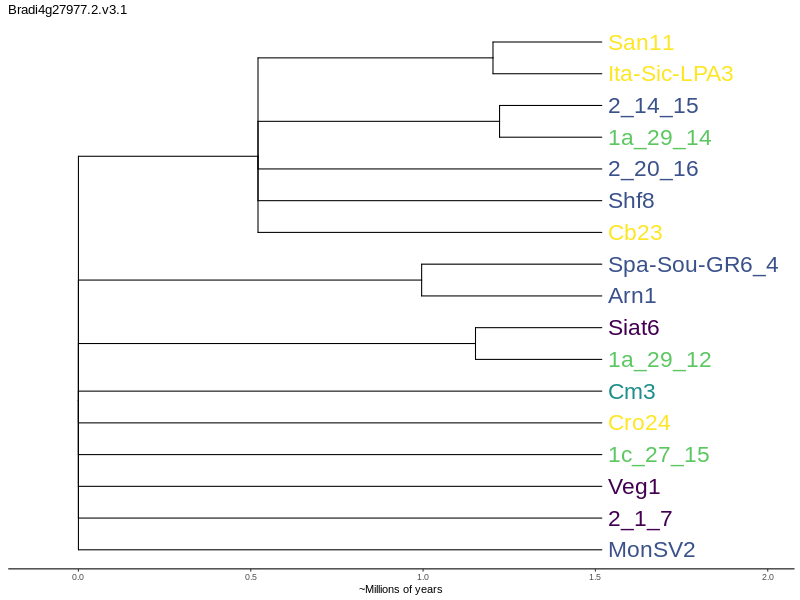 Bradi4g27977.2.v3.1
San11
Ita-Sic-LPA3
2_14_15
1a_29_14
2_20_16
Shf8
Cb23
Spa-Sou-GR6_4
Arn1
Siat6
1a_29_12
Cm3
Cro24
1c_27_15
Veg1
2_1_7
MonSV2
0.0 0.5 1.0 1.5 2.0
~Millions of years